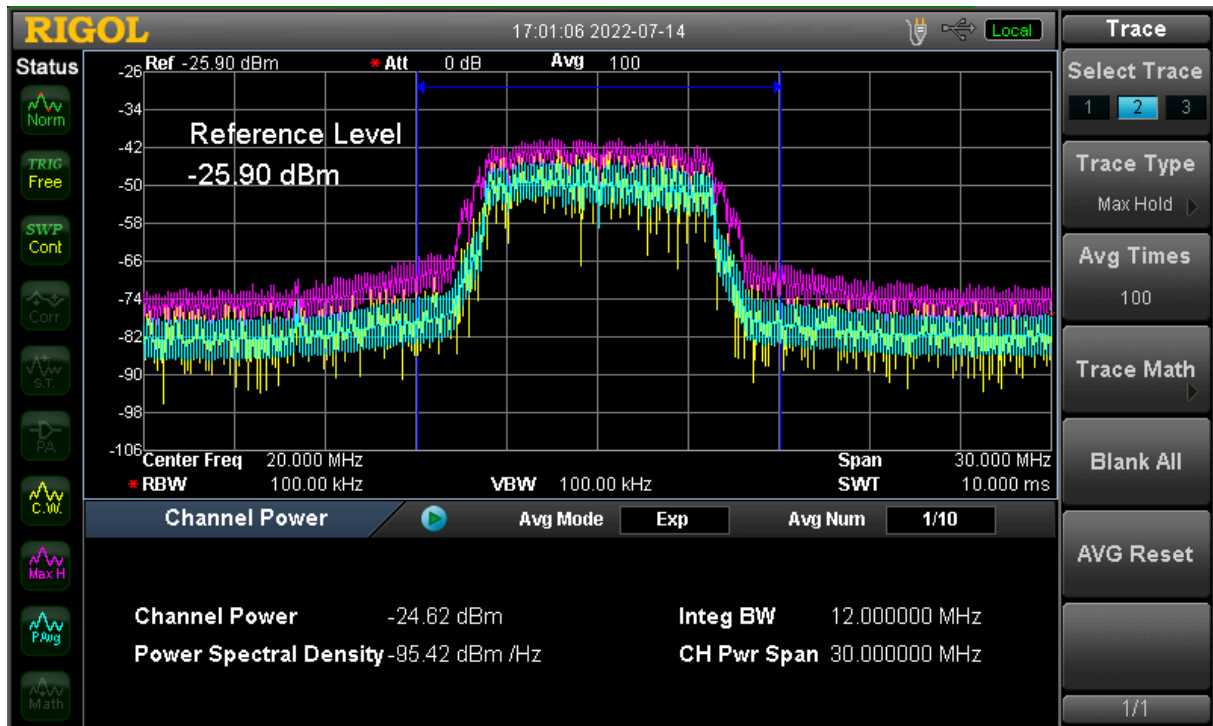 RIGOL 17:01:06 2022-07-14 Local Trace
Status
Ref -25.90 dBm * Att 0 dB Avg 100
Select Trace
1 2 3
Reference Level
-25.90 dBm
-26
-34
-42
-50
-58
-66
-74
-82
-90
-98
-106
Center Freq 20.000 MHz Span 30.000 MHz
* RBW 100.00 kHz VBW 100.00 kHz SWT 10.000 ms
Norm
TRIG
Free
SWP
Cont
Corr
S.T.
PA
C.W.
Max H
P.Avg
Math
Trace Type
Max Hold
Avg Times
100
Trace Math
Blank All
AVG Reset
1/1
Channel Power Avg Mode Exp Avg Num 1/10
Channel Power -24.62 dBm Integ BW 12.000000 MHz
Power Spectral Density -95.42 dBm /Hz CH Pwr Span 30.000000 MHz